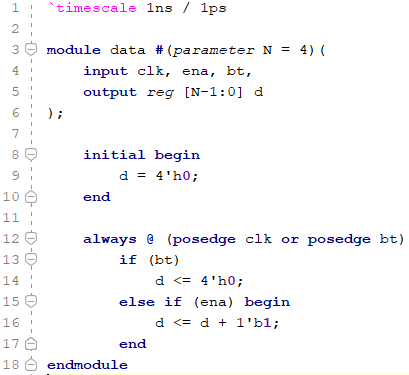 1 `timescale 1ns / 1ps
2
3 module data #(parameter N = 4)(
4     input clk, ena, bt,
5     output reg [N-1:0] d
6 );
7
8     initial begin
9         d = 4'h0;
10     end
11
12     always @ (posedge clk or posedge bt)
13         if (bt)
14             d <= 4'h0;
15         else if (ena) begin
16             d <= d + 1'b1;
17         end
18 endmodule